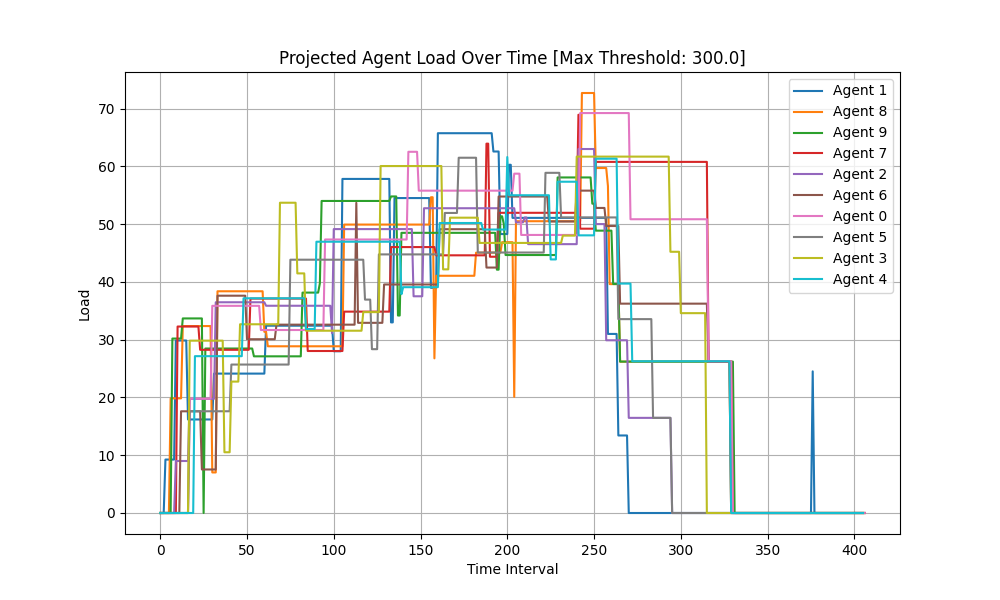 Projected Agent Load Over Time [Max Threshold: 300.0]
Load
70
60
50
40
30
20
10
0
0 50 100 150 200 250 300 350 400
Time Interval
Agent 1
Agent 8
Agent 9
Agent 7
Agent 2
Agent 6
Agent 0
Agent 5
Agent 3
Agent 4